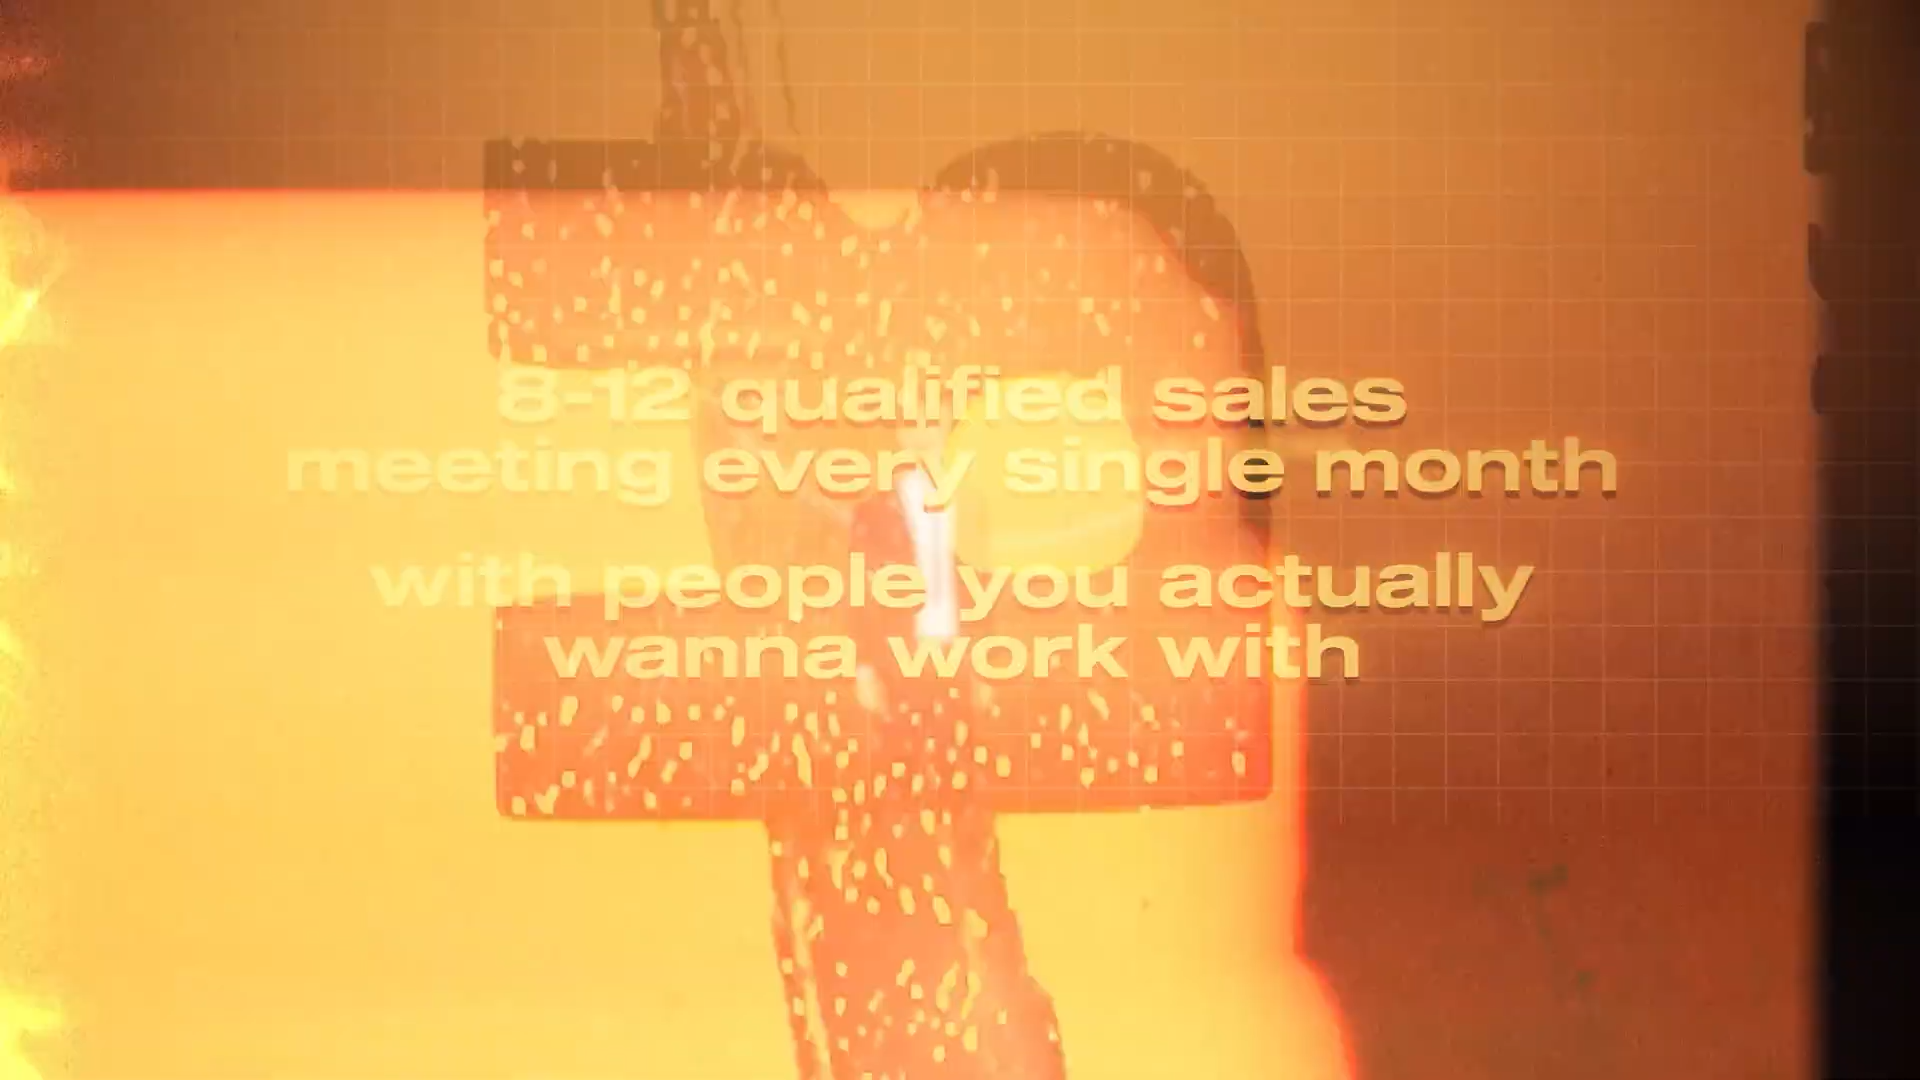 8-12 qualified sales
meeting every single month
with people you actually
wanna work with